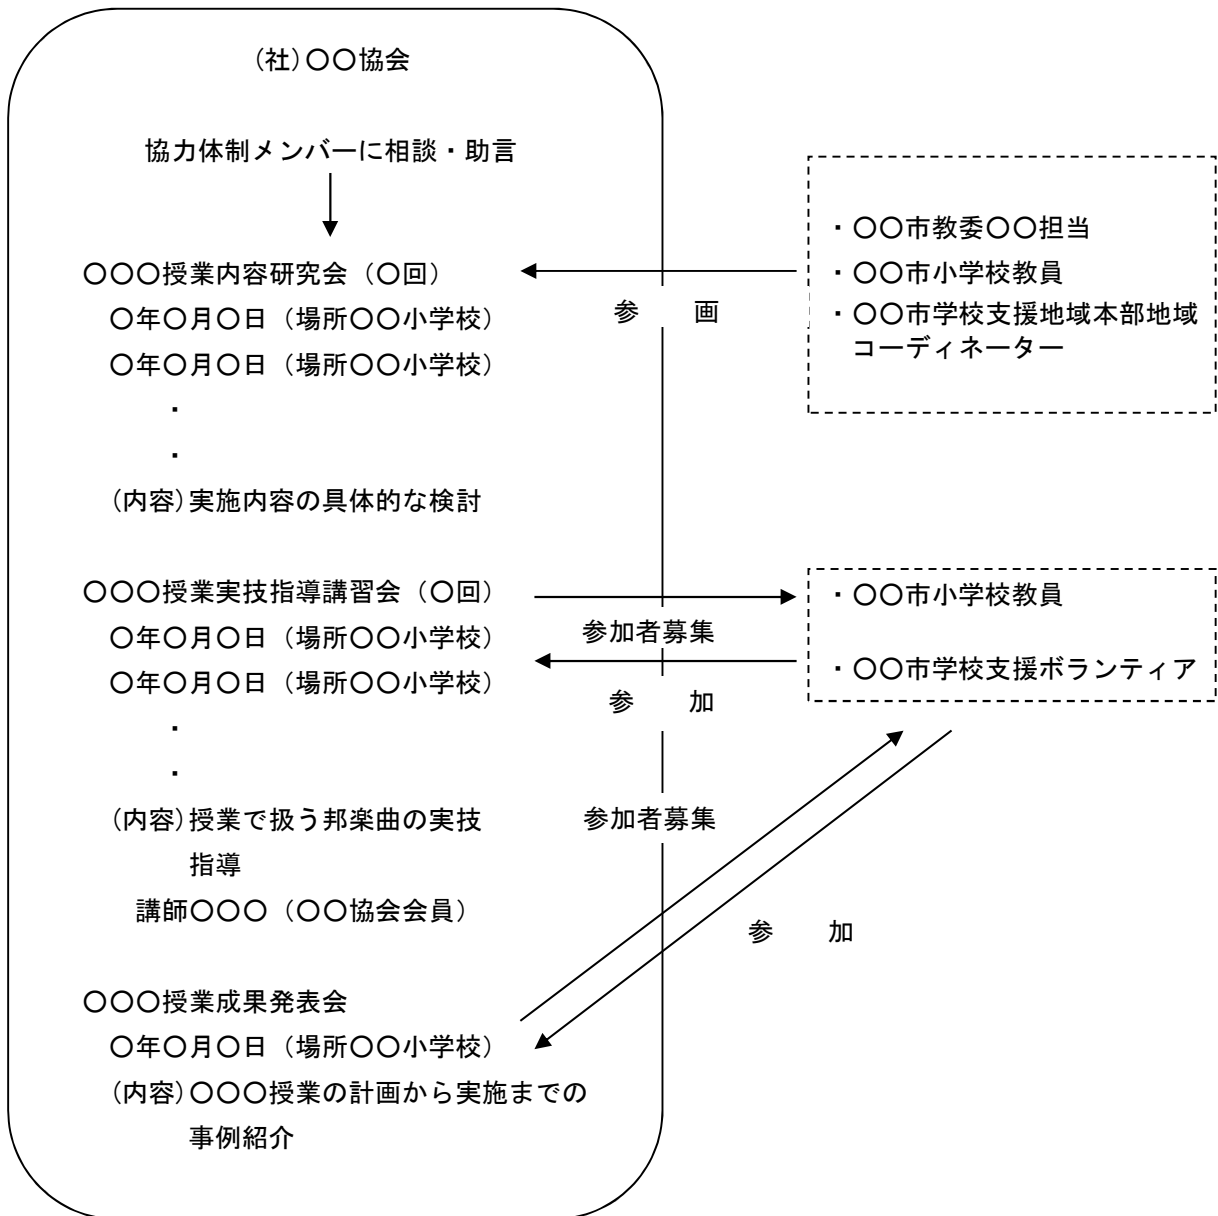 (社)〇〇協会
協力体制メンバーに相談・助言
〇〇〇授業内容研究会（〇回）
〇年〇月〇日（場所〇〇小学校）
〇年〇月〇日（場所〇〇小学校）
・
・
(内容)実施内容の具体的な検討
参　画
・〇〇市教委〇〇担当
・〇〇市小学校教員
・〇〇市学校支援地域本部地域
コーディネーター
〇〇〇授業実技指導講習会（〇回）
〇年〇月〇日（場所〇〇小学校）
〇年〇月〇日（場所〇〇小学校）
・
・
(内容)授業で扱う邦楽曲の実技
指導
講師〇〇〇（〇〇協会会員）
参加者募集
参　加
・〇〇市小学校教員
・〇〇市学校支援ボランティア
参加者募集
参　加
〇〇〇授業成果発表会
〇年〇月〇日（場所〇〇小学校）
(内容)〇〇〇授業の計画から実施までの
事例紹介